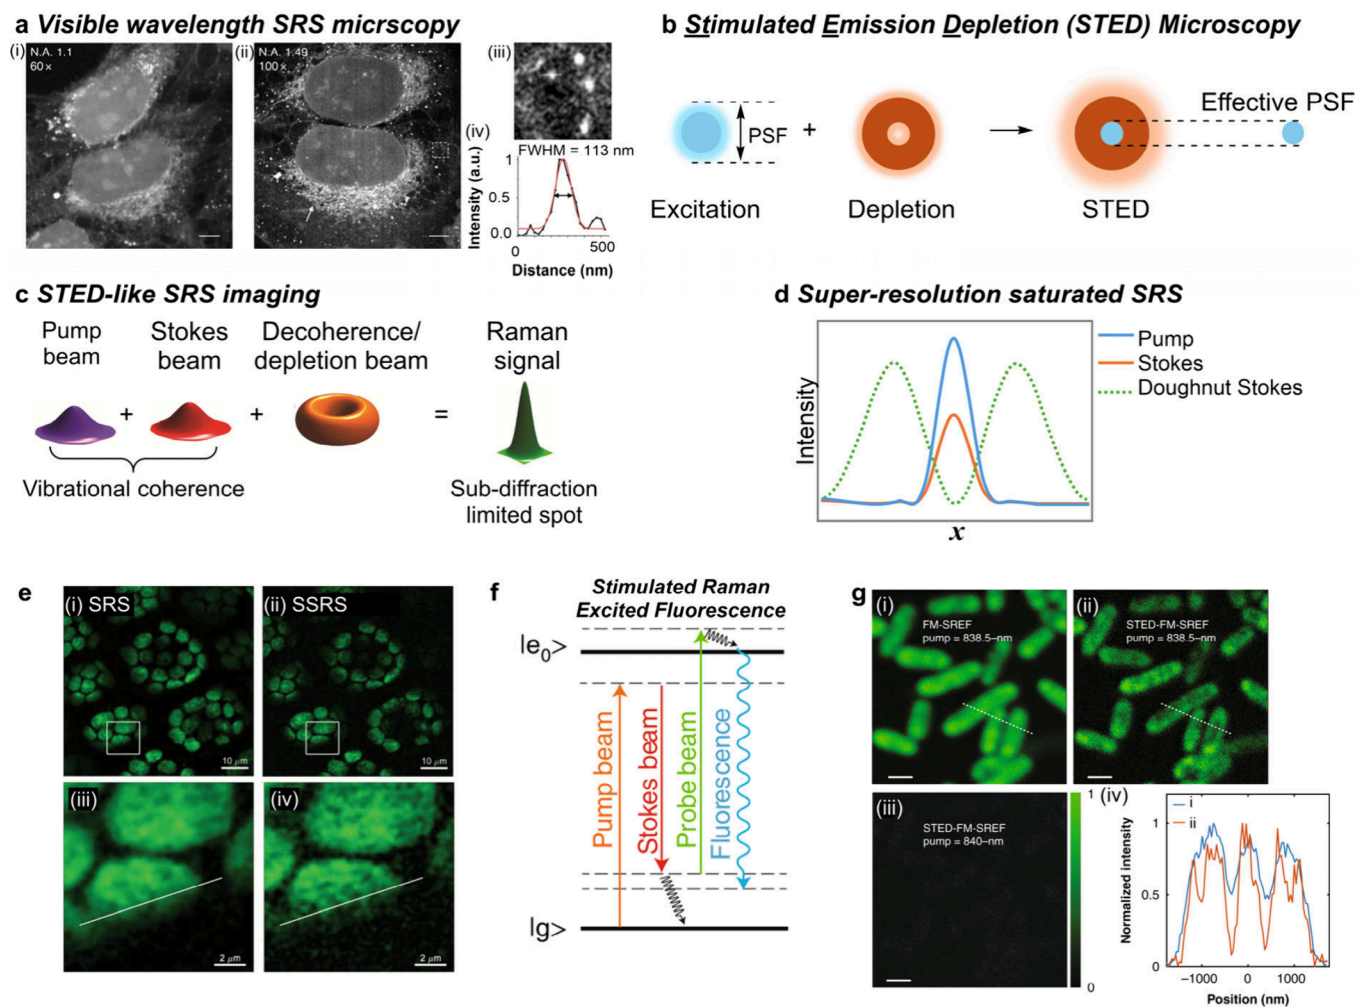 a Visible wavelength SRS micrscopy
(i)
N.A. 1.1
60×
(ii)
N.A. 1.49
100×
(iii)
(iv)
FWHM = 113 nm
Intensity (a.u.)
1
0.5
0.0
0
500
Distance (nm)
b Stimulated Emission Depletion (STED) Microscopy
PSF
+
Effective PSF
Excitation
Depletion
STED
c STED-like SRS imaging
Pump
beam
Stokes
beam
Decoherence/
depletion beam
Raman
signal
+
+
=
Vibrational coherence
Sub-diffraction
limited spot
d Super-resolution saturated SRS
Intensity
x
Pump
Stokes
Doughnut Stokes
e
(i) SRS
10 μm
(ii) SSRS
10 μm
(iii)
2 μm
(iv)
2 μm
f
Stimulated Raman
Excited Fluorescence
|e₀>
Pump beam
Stokes beam
Probe beam
Fluorescence
|g>
g
(i)
FM-SREF
pump = 838.5–nm
(ii)
STED-FM-SREF
pump = 838.5–nm
(iii)
STED-FM-SREF
pump = 840–nm
1
0
(iv)
i
ii
Normalized intensity
1
0.5
0
−1000
0
1000
Position (nm)